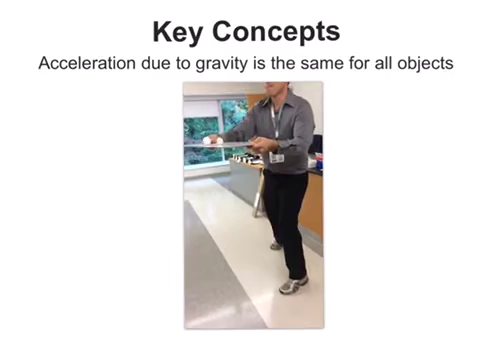 Key Concepts
Acceleration due to gravity is the same for all objects